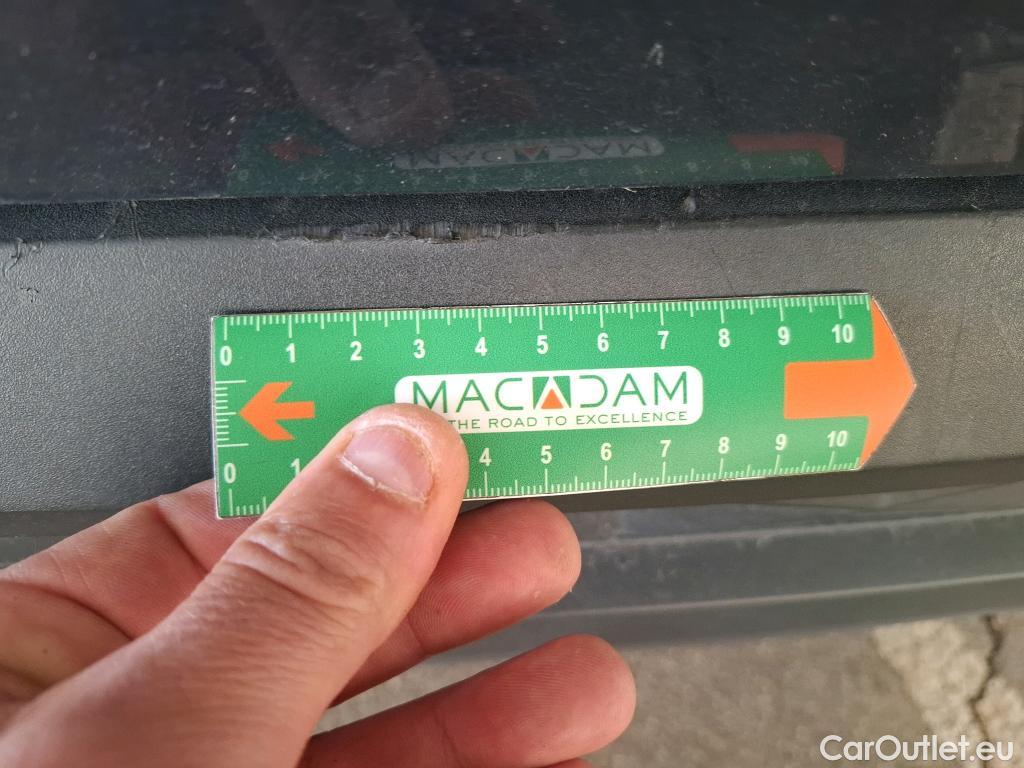 0 1 2 3 4 5 6 7 8 9 10
MACADAM
THE ROAD TO EXCELLENCE
0 1 4 5 6 7 8 9 10
MACADAM
CarOutlet.eu